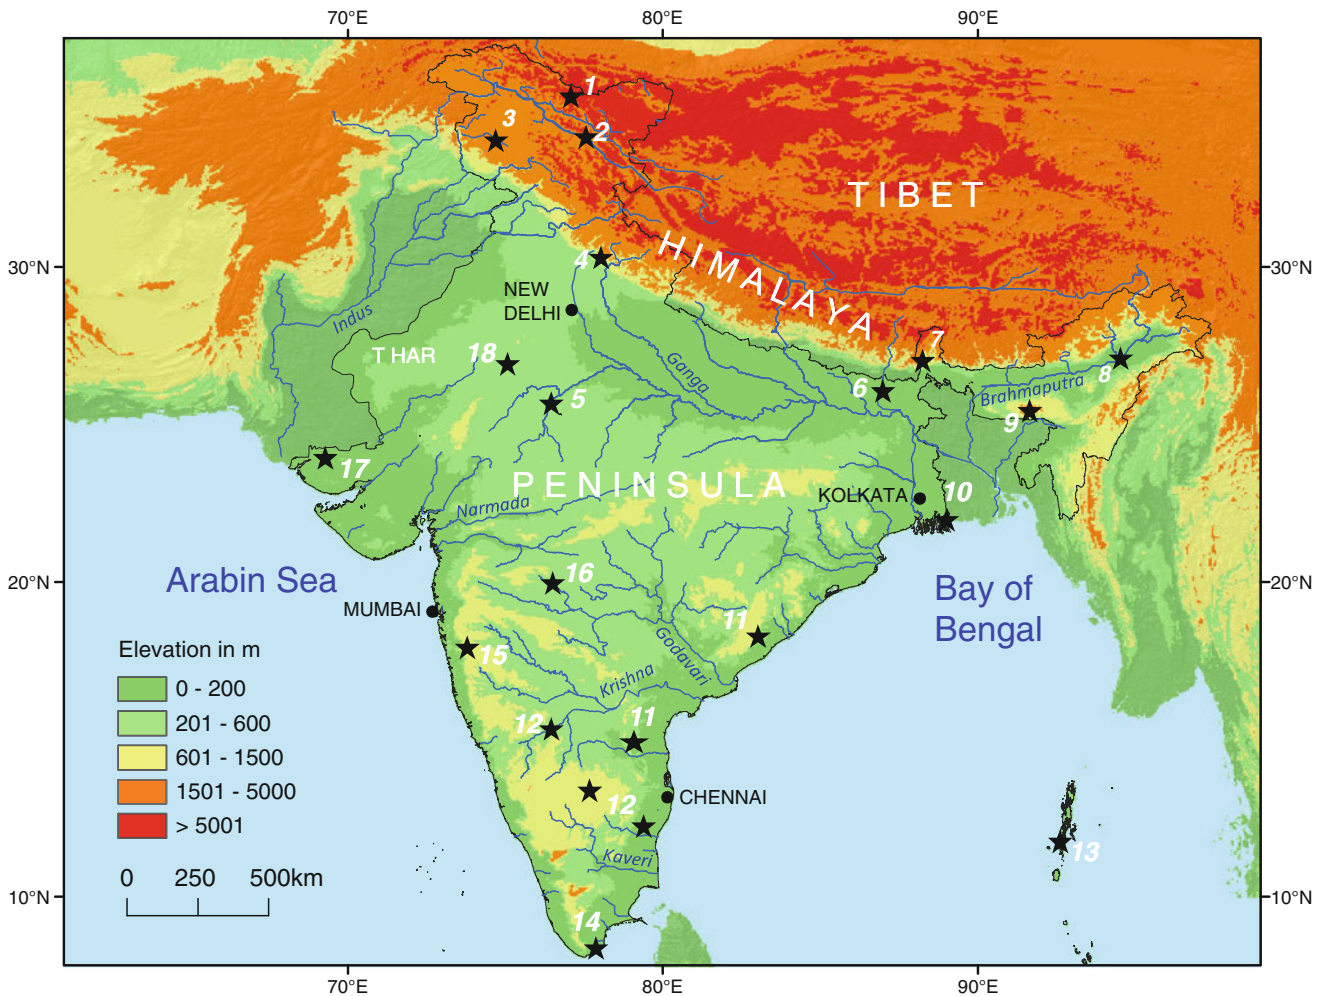 70°E 80°E 90°E
1
3
2
TIBET
HIMALAYA
30°N 4 30°N
NEW
DELHI
Indus
THAR 18 Ganga 7
5 6 8
Brahmaputra
9
17
PENINSULA
KOLKATA 10
Narmada
Arabin Sea 16
20°N 20°N
Bay of
Bengal
MUMBAI
11
Godavari
Elevation in m
15
Krishna
0 - 200
201 - 600
12 11
601 - 1500
1501 - 5000
12 CHENNAI
> 5001
Kaveri
13
0 250 500km
10°N 10°N
14
70°E 80°E 90°E